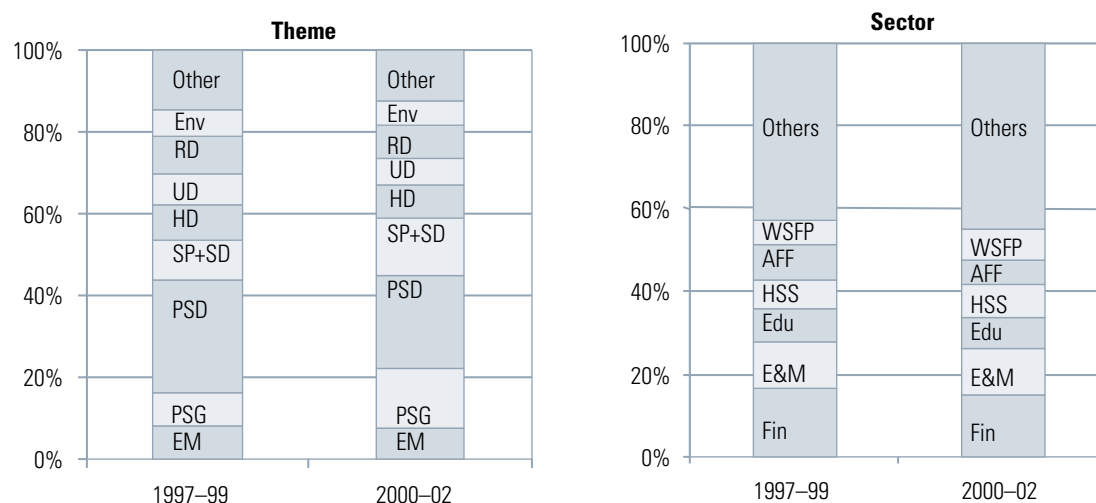 Theme
100%
80%
60%
40%
20%
0%
Other
Env
RD
UD
HD
SP+SD
PSD
PSG
EM
Other
Env
RD
UD
HD
SP+SD
PSD
PSG
EM
1997–99
2000–02
Sector
100%
80%
60%
40%
20%
0%
Others
WSFP
AFF
HSS
Edu
E&M
Fin
Others
WSFP
AFF
HSS
Edu
E&M
Fin
1997–99
2000–02